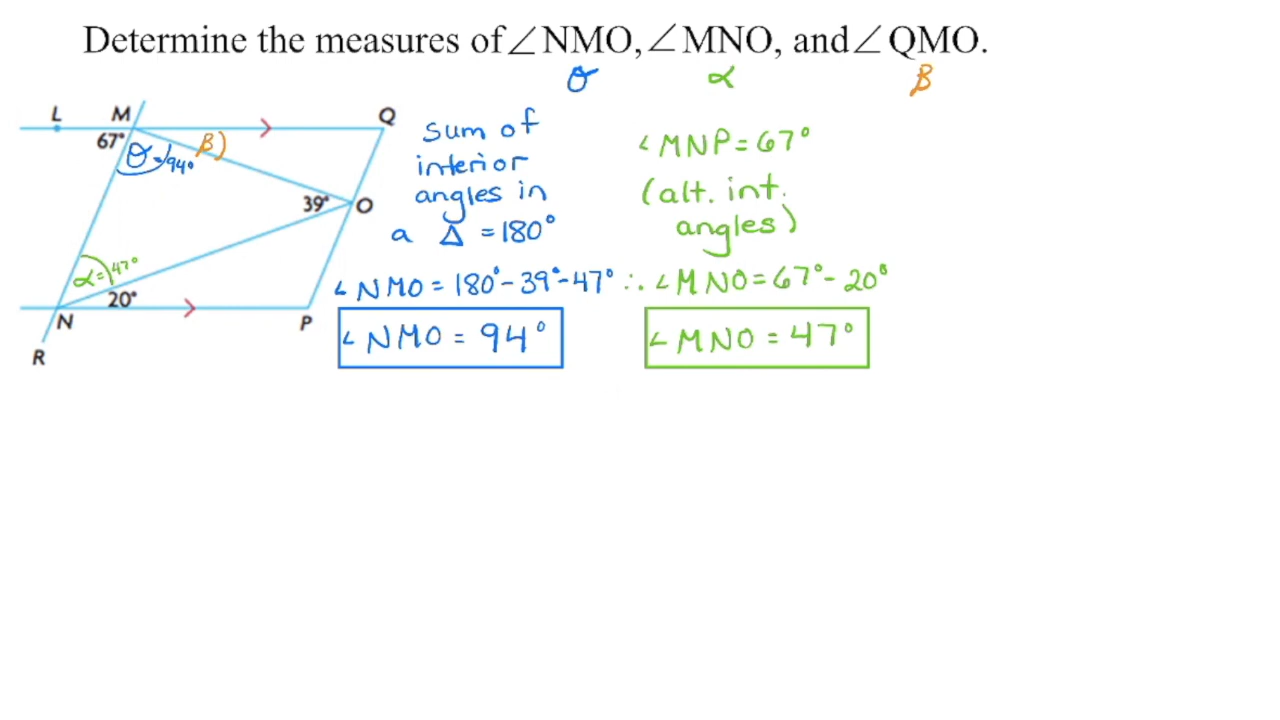 Determine the measures of ∠NMO, ∠MNO, and ∠QMO.
θ α β
L M Q
67° θ=94° β
39° O
α=47°
20°
N P
R
sum of
interior
angles in
a Δ = 180°
∠NMO = 180° - 39° - 47°
∠NMO = 94°
∠MNP = 67°
(alt. int.
angles)
∴ ∠MNO = 67° - 20°
∠MNO = 47°